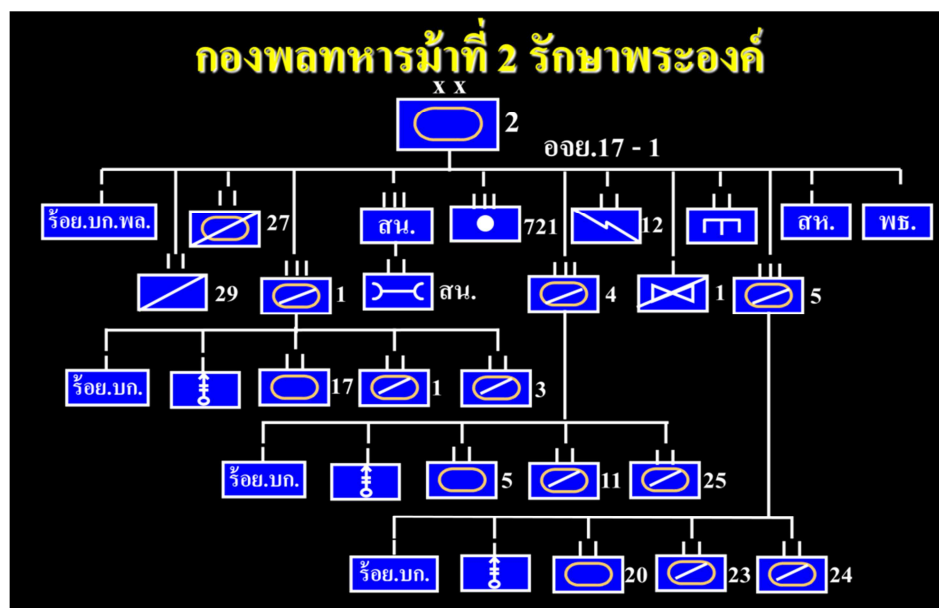 กองพลทหารม้าที่ 2 รักษาพระองค์
x x
2
อจย.17 - 1
ร้อย.บก.พล.
27
สน.
721
12
สห.
พธ.
29
1
สน.
4
1
5
ร้อย.บก.
17
1
3
ร้อย.บก.
5
11
25
ร้อย.บก.
20
23
24